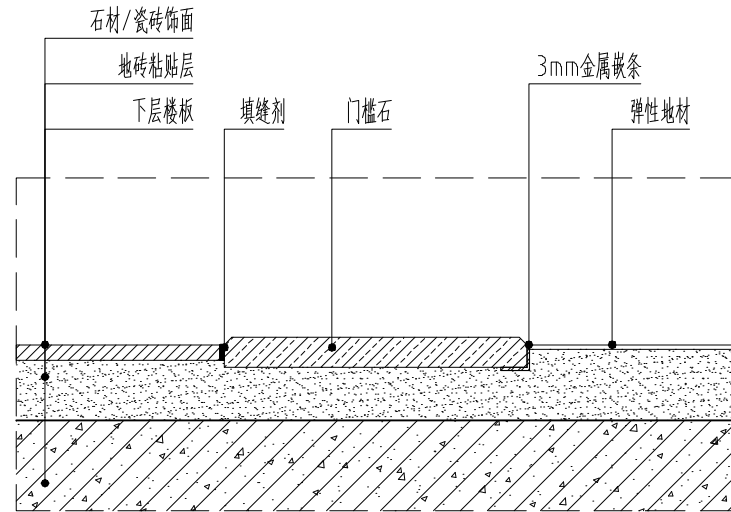 石材/瓷砖饰面
地砖粘贴层
3mm金属嵌条
下层楼板
填缝剂
门槛石
弹性地材